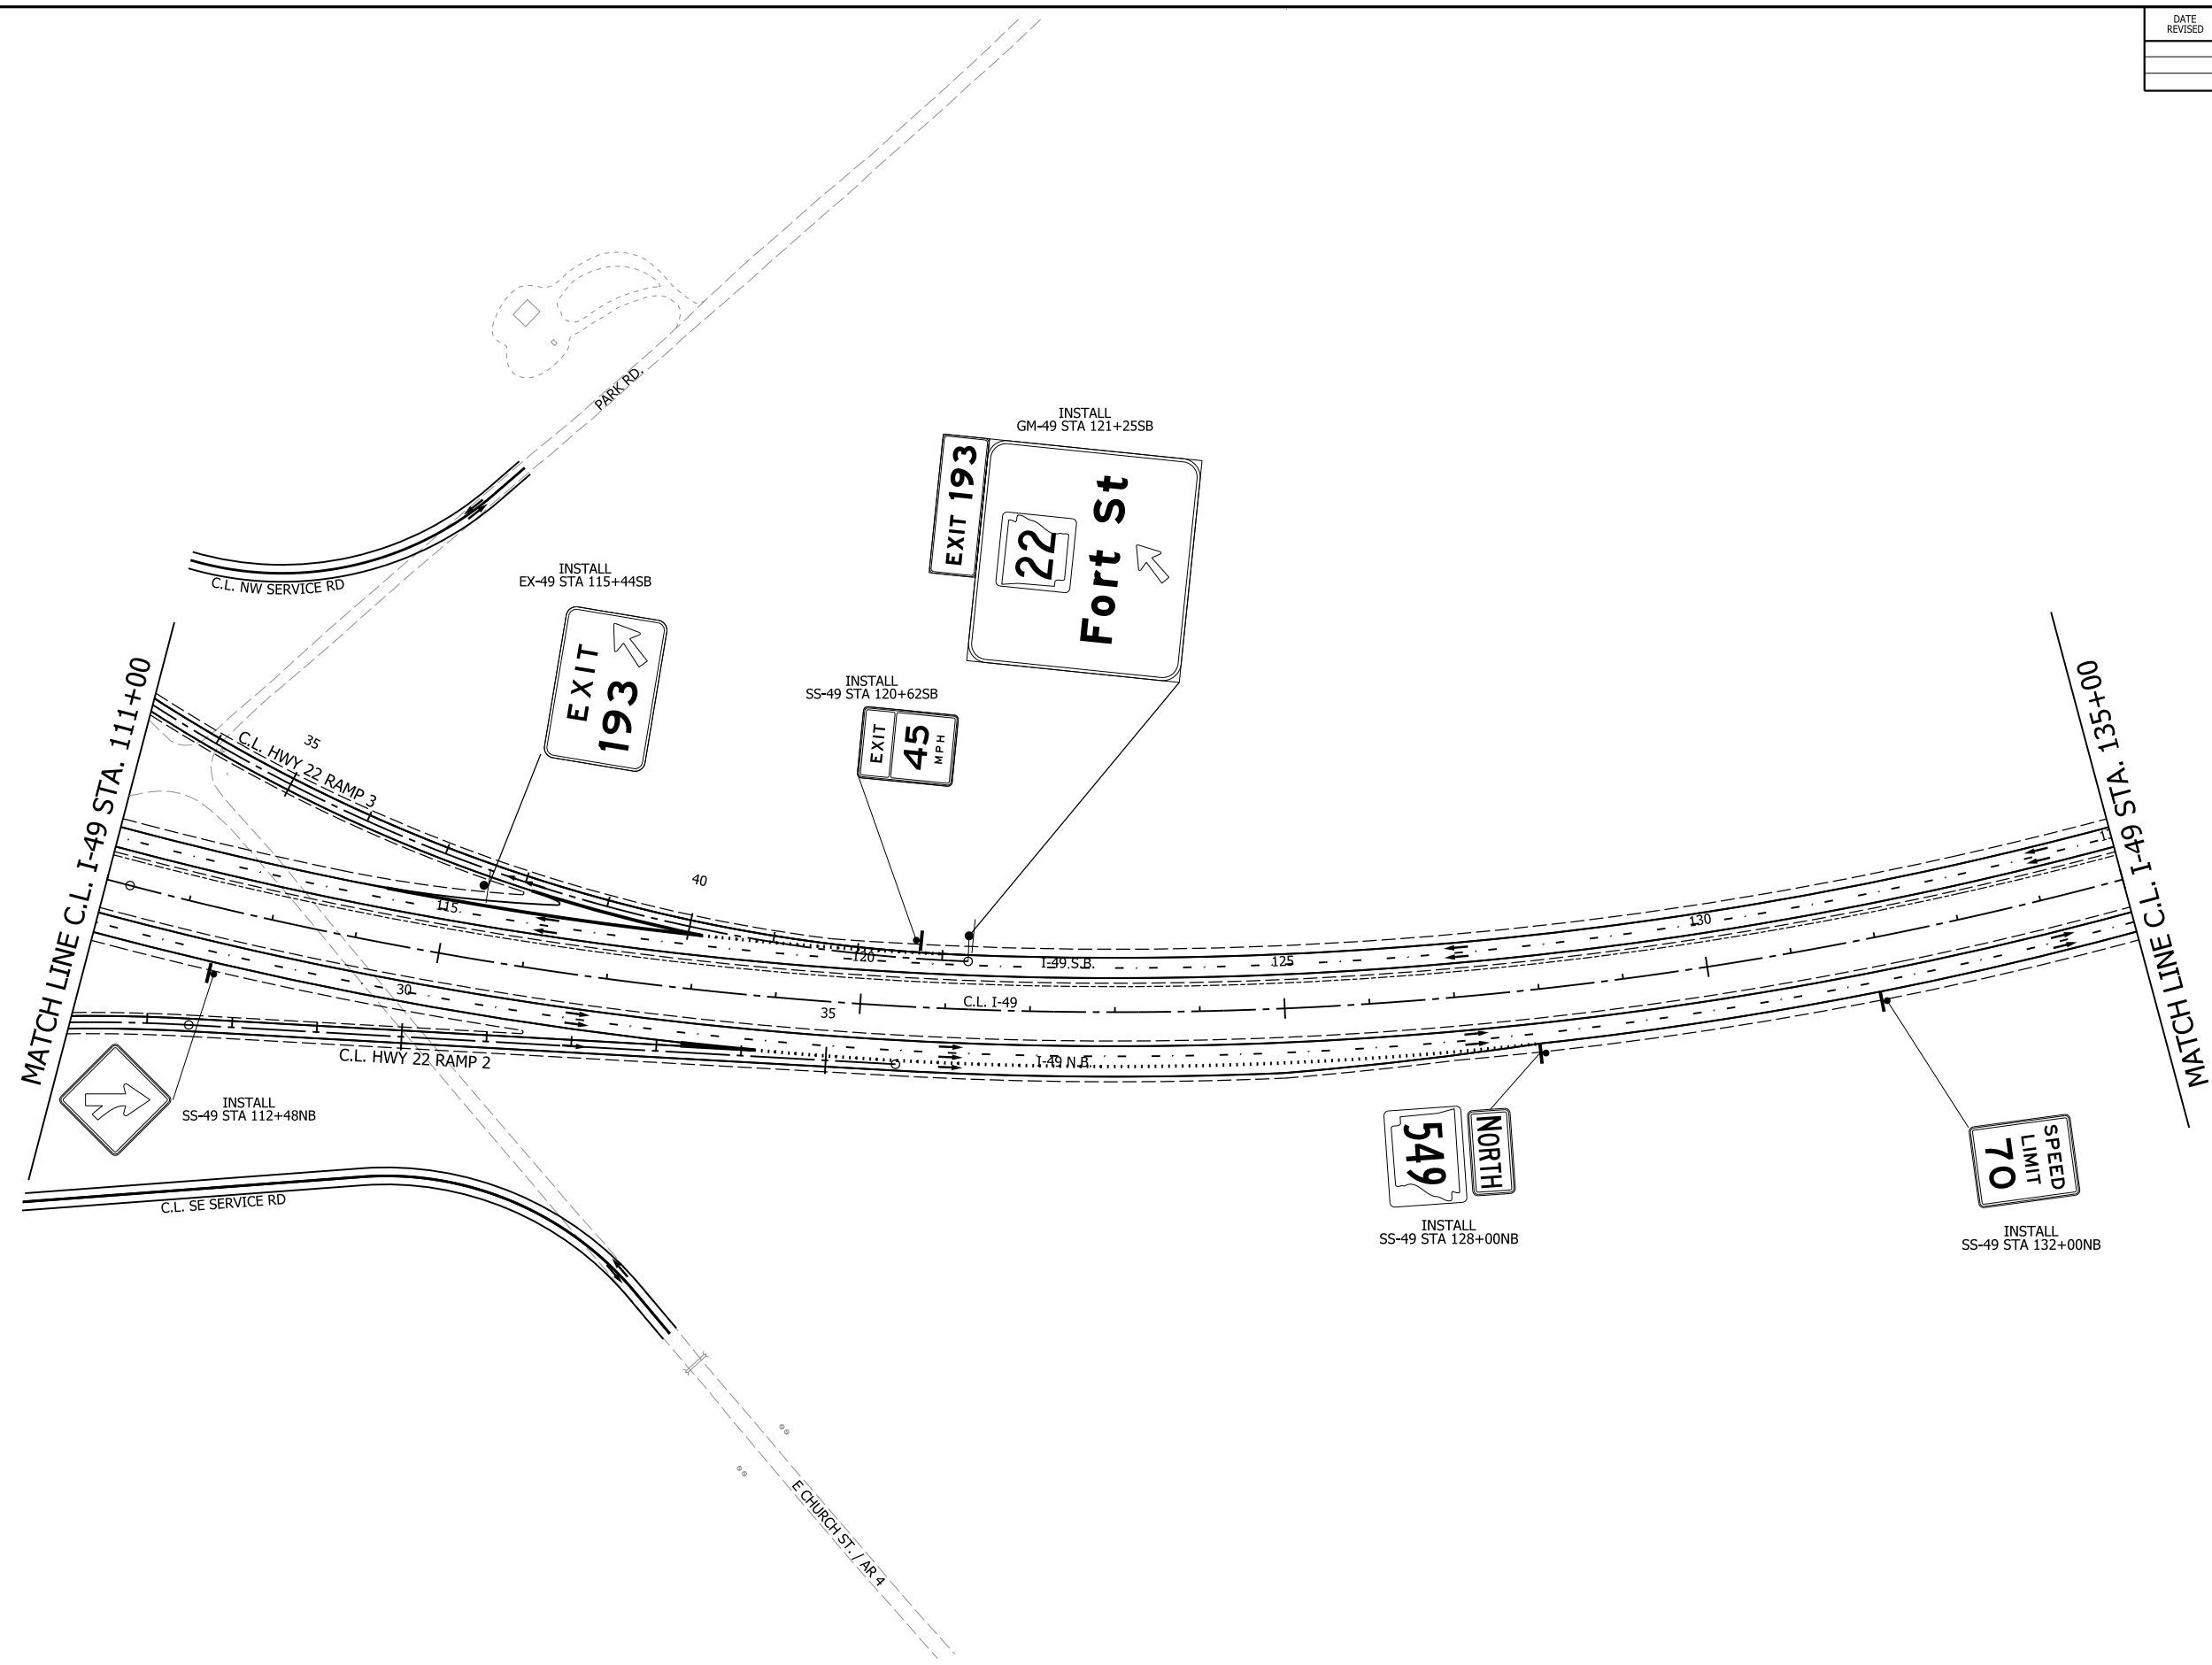 DATE
REVISED
PARK RD.
INSTALL
GM-49 STA 121+25SB
EXIT 193
22
Fort St
C.L. NW SERVICE RD
INSTALL
EX-49 STA 115+44SB
EXIT
193
INSTALL
SS-49 STA 120+62SB
EXIT
45
MPH
MATCH LINE C.L. I-49 STA. 111+00
MATCH LINE C.L. I-49 STA. 135+00
35
C.L. HWY 22 RAMP 3
40
115
120
I-49 S.B.
125
130
C.L. I-49
30
35
C.L. HWY 22 RAMP 2
I-49 N.B.
INSTALL
SS-49 STA 112+48NB
C.L. SE SERVICE RD
NORTH
549
INSTALL
SS-49 STA 128+00NB
SPEED
LIMIT
70
INSTALL
SS-49 STA 132+00NB
E CHURCH ST. / AR 4